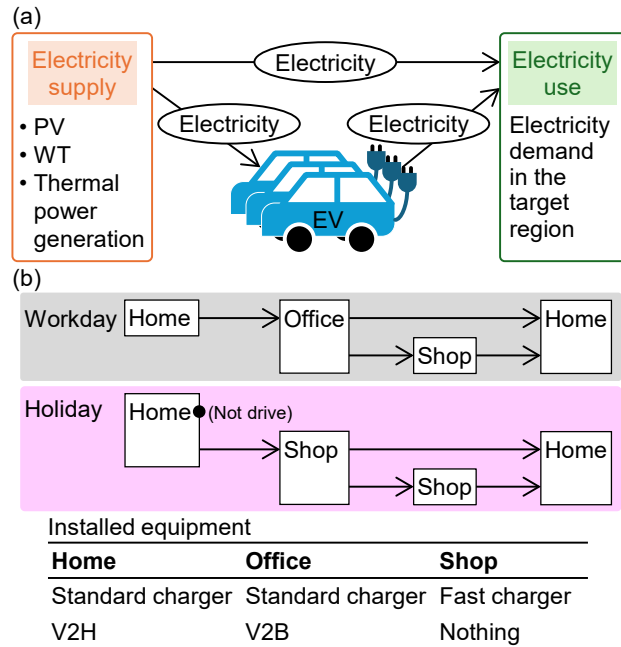 (a)
Electricity supply
• PV
• WT
• Thermal
power
generation
Electricity
Electricity
Electricity
EV
Electricity
use
Electricity
demand
in the
target
region
(b)
Workday
Home
Office
Shop
Home
Holiday
Home
(Not drive)
Shop
Shop
Home
Installed equipment
Home Office Shop
Standard charger Standard charger Fast charger
V2H V2B Nothing